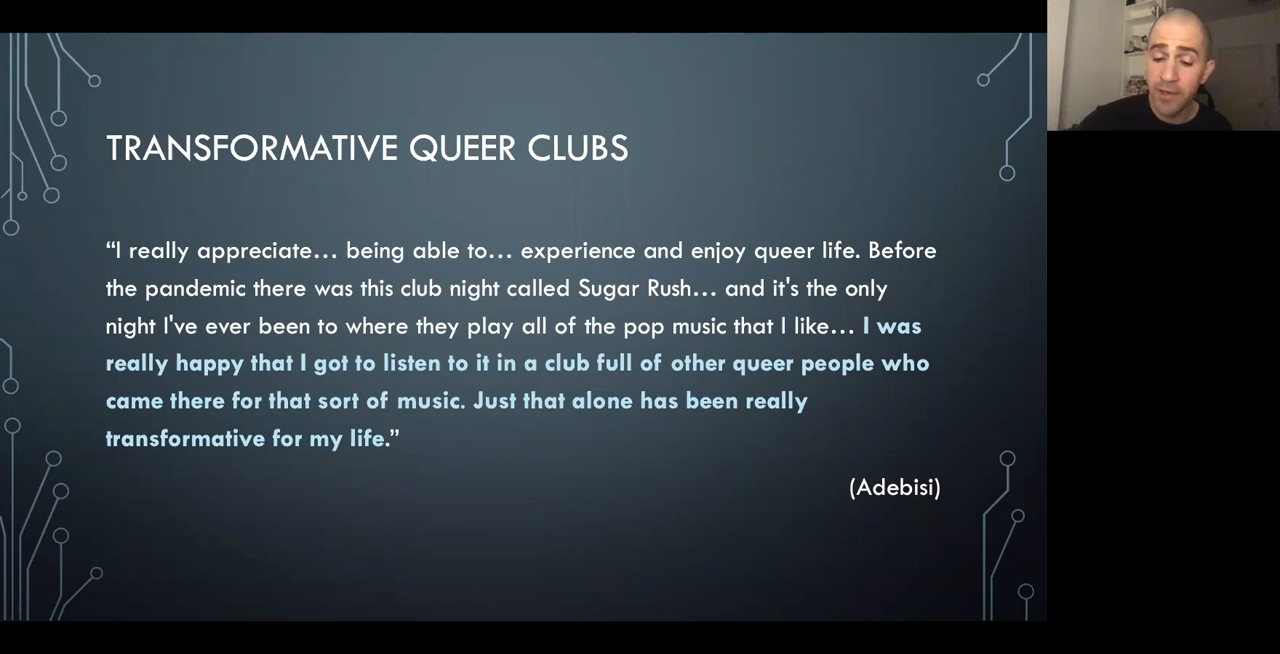 TRANSFORMATIVE QUEER CLUBS
“I really appreciate… being able to… experience and enjoy queer life. Before
the pandemic there was this club night called Sugar Rush… and it's the only
night I've ever been to where they play all of the pop music that I like… I was
really happy that I got to listen to it in a club full of other queer people who
came there for that sort of music. Just that alone has been really
transformative for my life.”
(Adebisi)